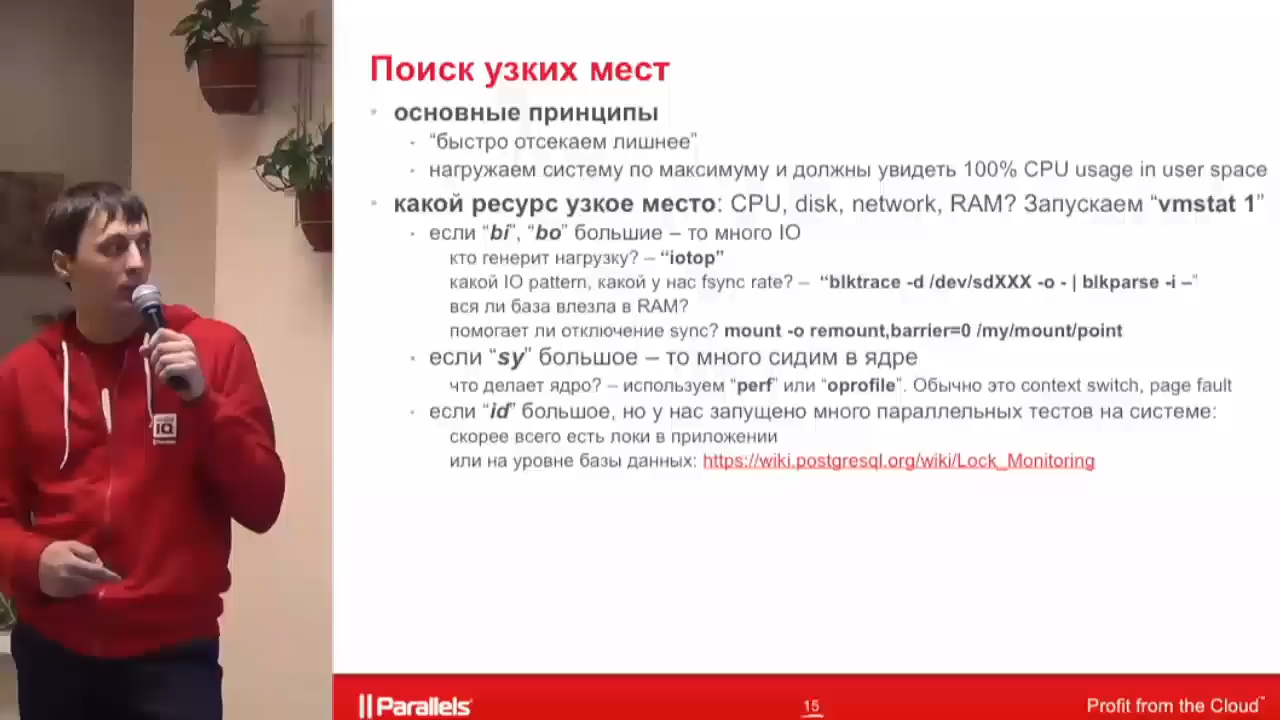 Поиск узких мест
основные принципы
“быстро отсекаем лишнее”
нагружаем систему по максимуму и должны увидеть 100% CPU usage in user space
какой ресурс узкое место: CPU, disk, network, RAM? Запускаем “vmstat 1”
если “bi”, “bo” большие – то много IO
кто генерит нагрузку? – “iotop”
какой IO pattern, какой у нас fsync rate? – “blktrace -d /dev/sdXXX -o - | blkparse -i –”
вся ли база влезла в RAM?
помогает ли отключение sync? mount -o remount,barrier=0 /my/mount/point
если “sy” большое – то много сидим в ядре
что делает ядро? – используем “perf” или “oprofile”. Обычно это context switch, page fault
если “id” большое, но у нас запущено много параллельных тестов на системе:
скорее всего есть локи в приложении
или на уровне базы данных: https://wiki.postgresql.org/wiki/Lock_Monitoring
iQ
Parallels
15
Profit from the Cloud™